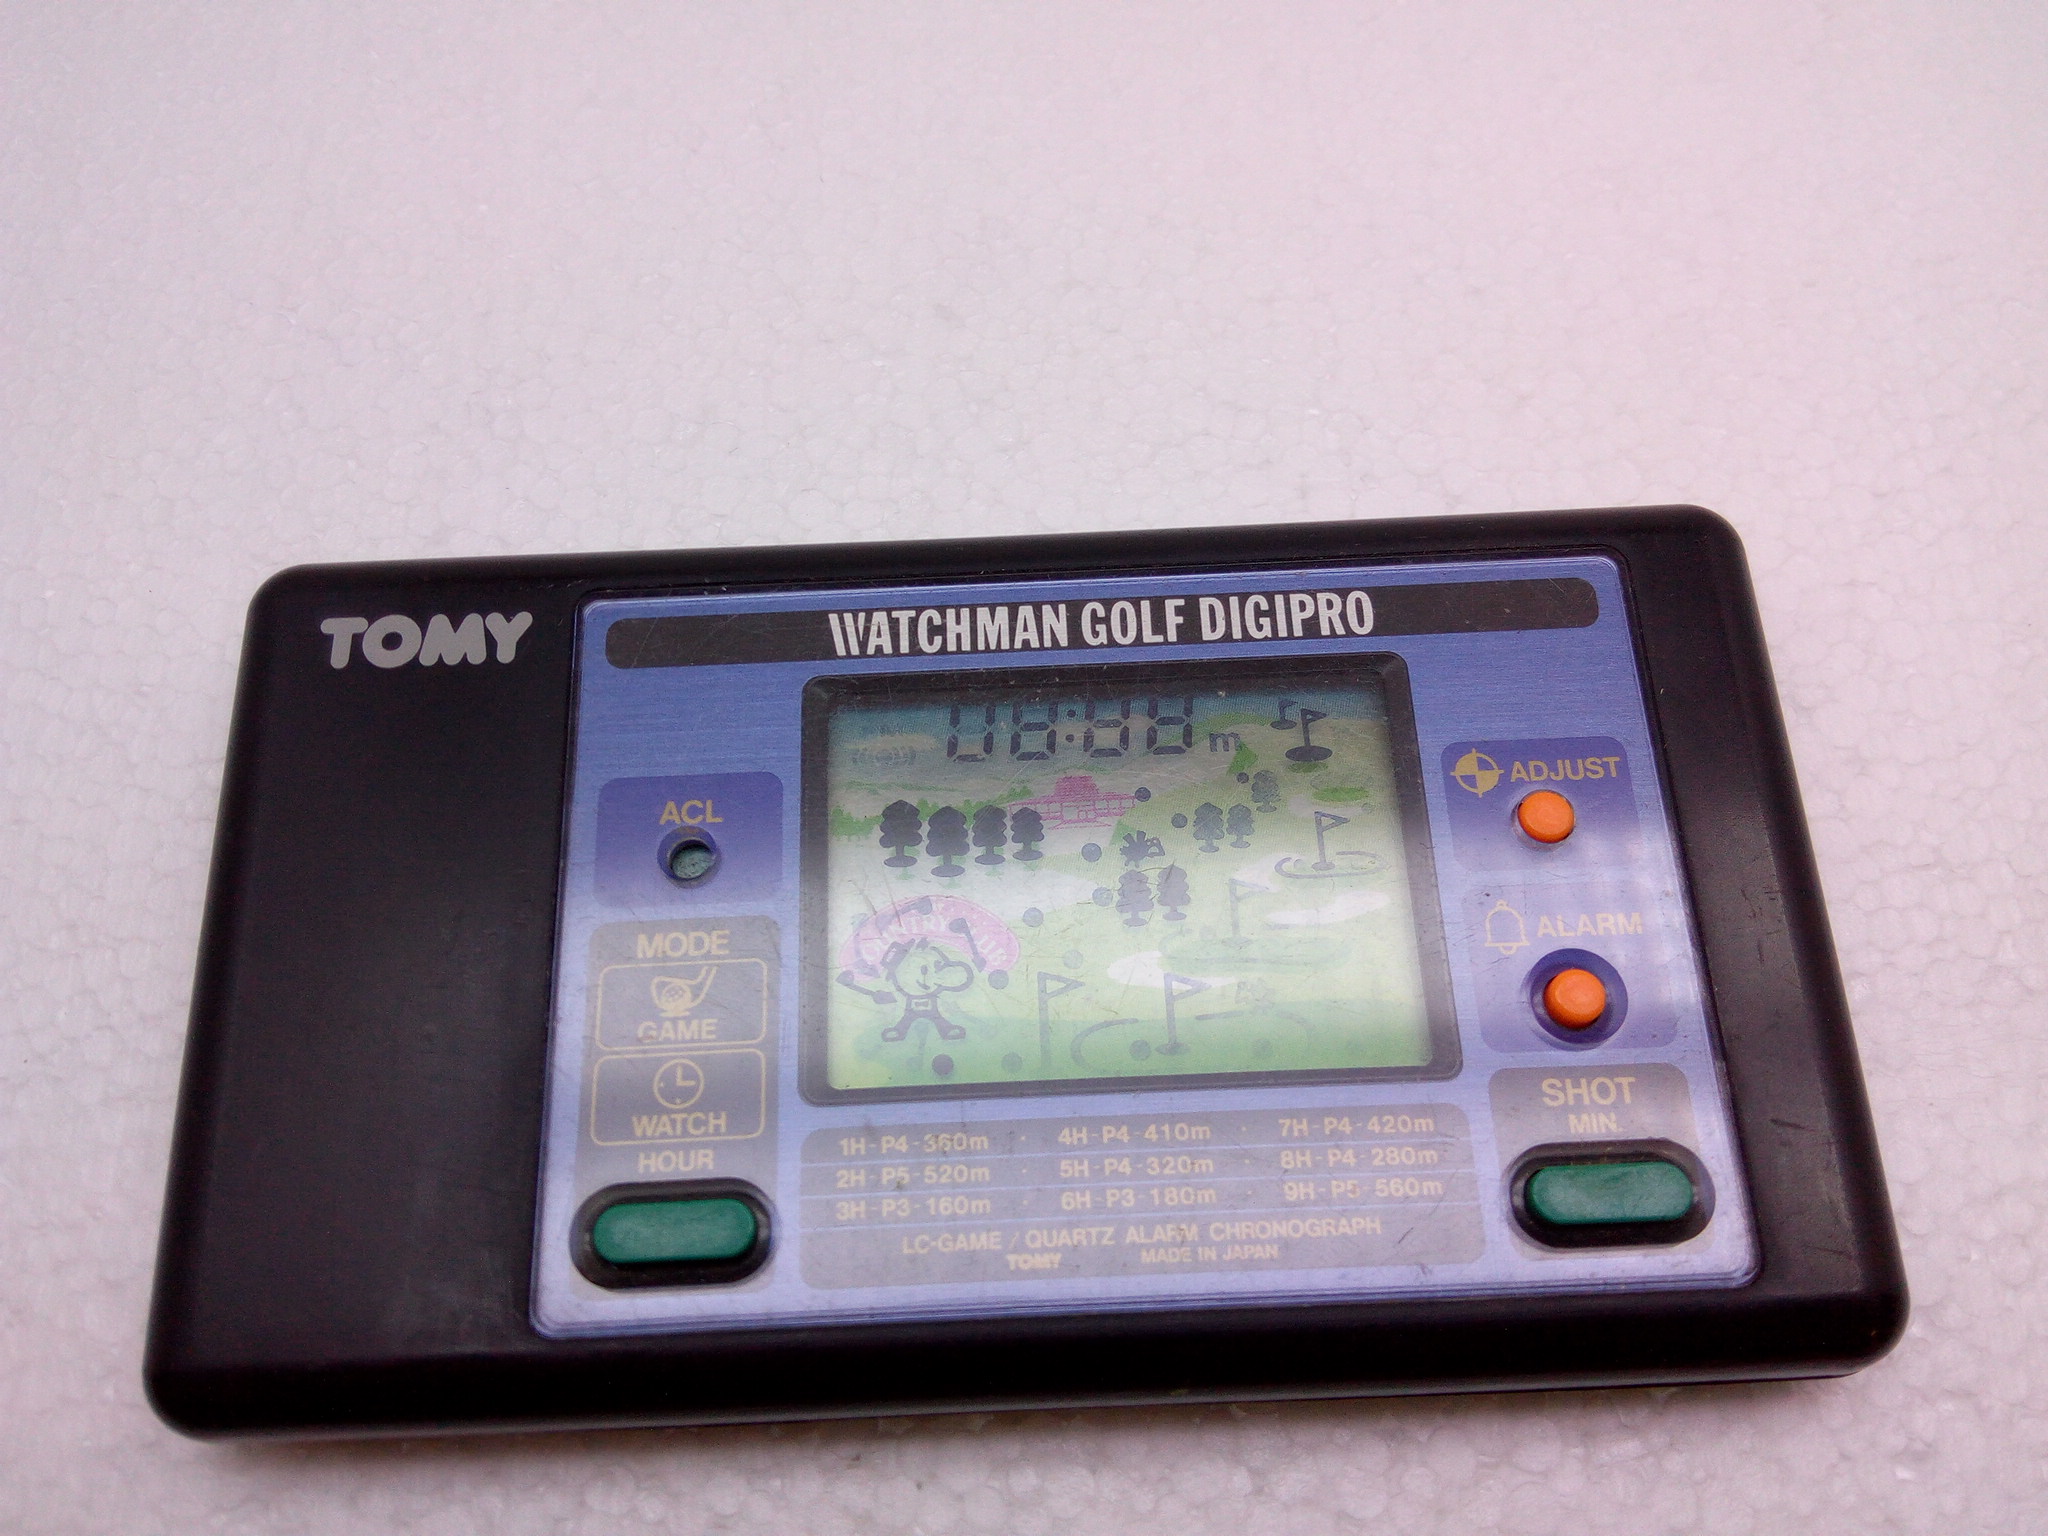 TOMY
WATCHMAN GOLF DIGIPRO
ACL
MODE
GAME
WATCH
HOUR
m
ADJUST
ALARM
SHOT
MIN.
1H-P4-360m · 4H-P4-410m · 7H-P4-420m
2H-P5-520m · 5H-P4-320m · 8H-P4-280m
3H-P3-160m · 6H-P3-180m · 9H-P5-560m
LC-GAME / QUARTZ ALARM CHRONOGRAPH
TOMY MADE IN JAPAN